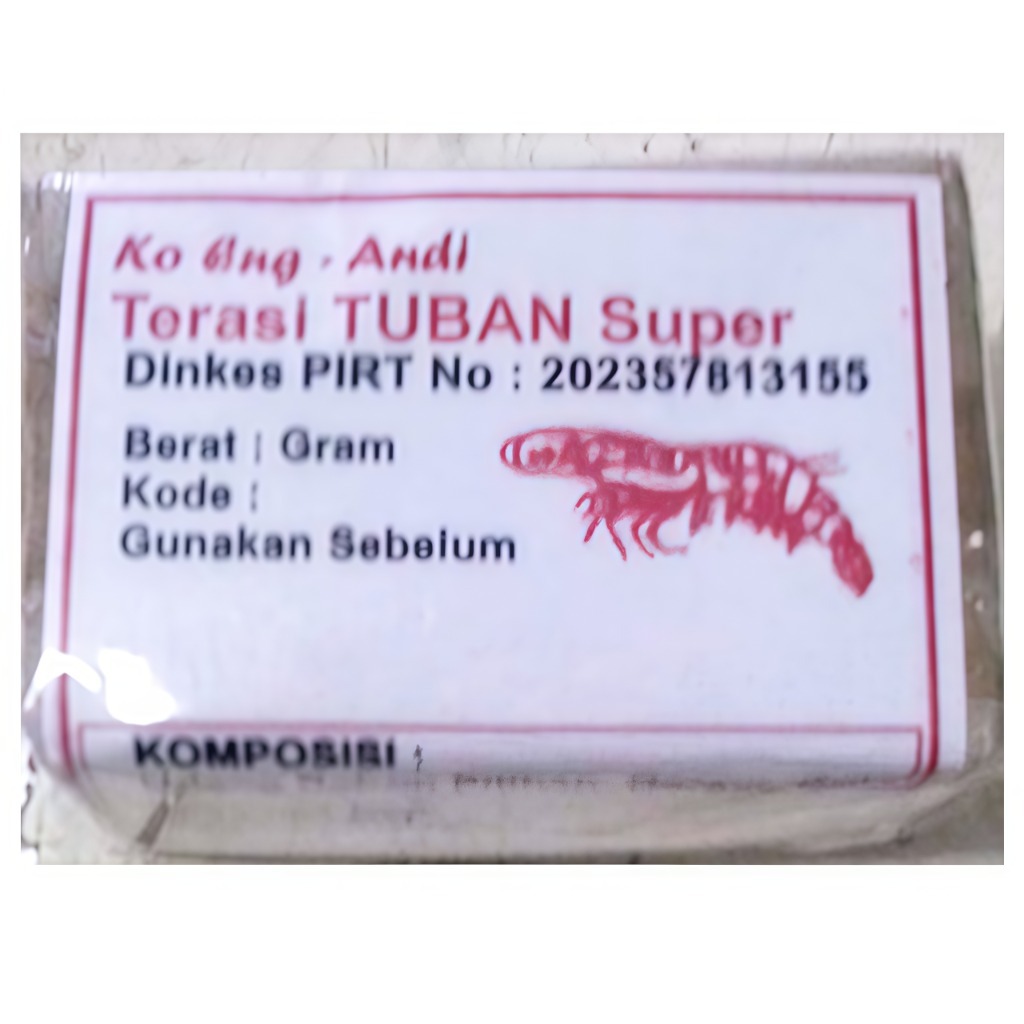 Ko 6ng - Andi
Terasi TUBAN Super
Dinkes PIRT No : 202357813155
Berat : Gram
Kode :
Gunakan Sebelum
KOMPOSISI :